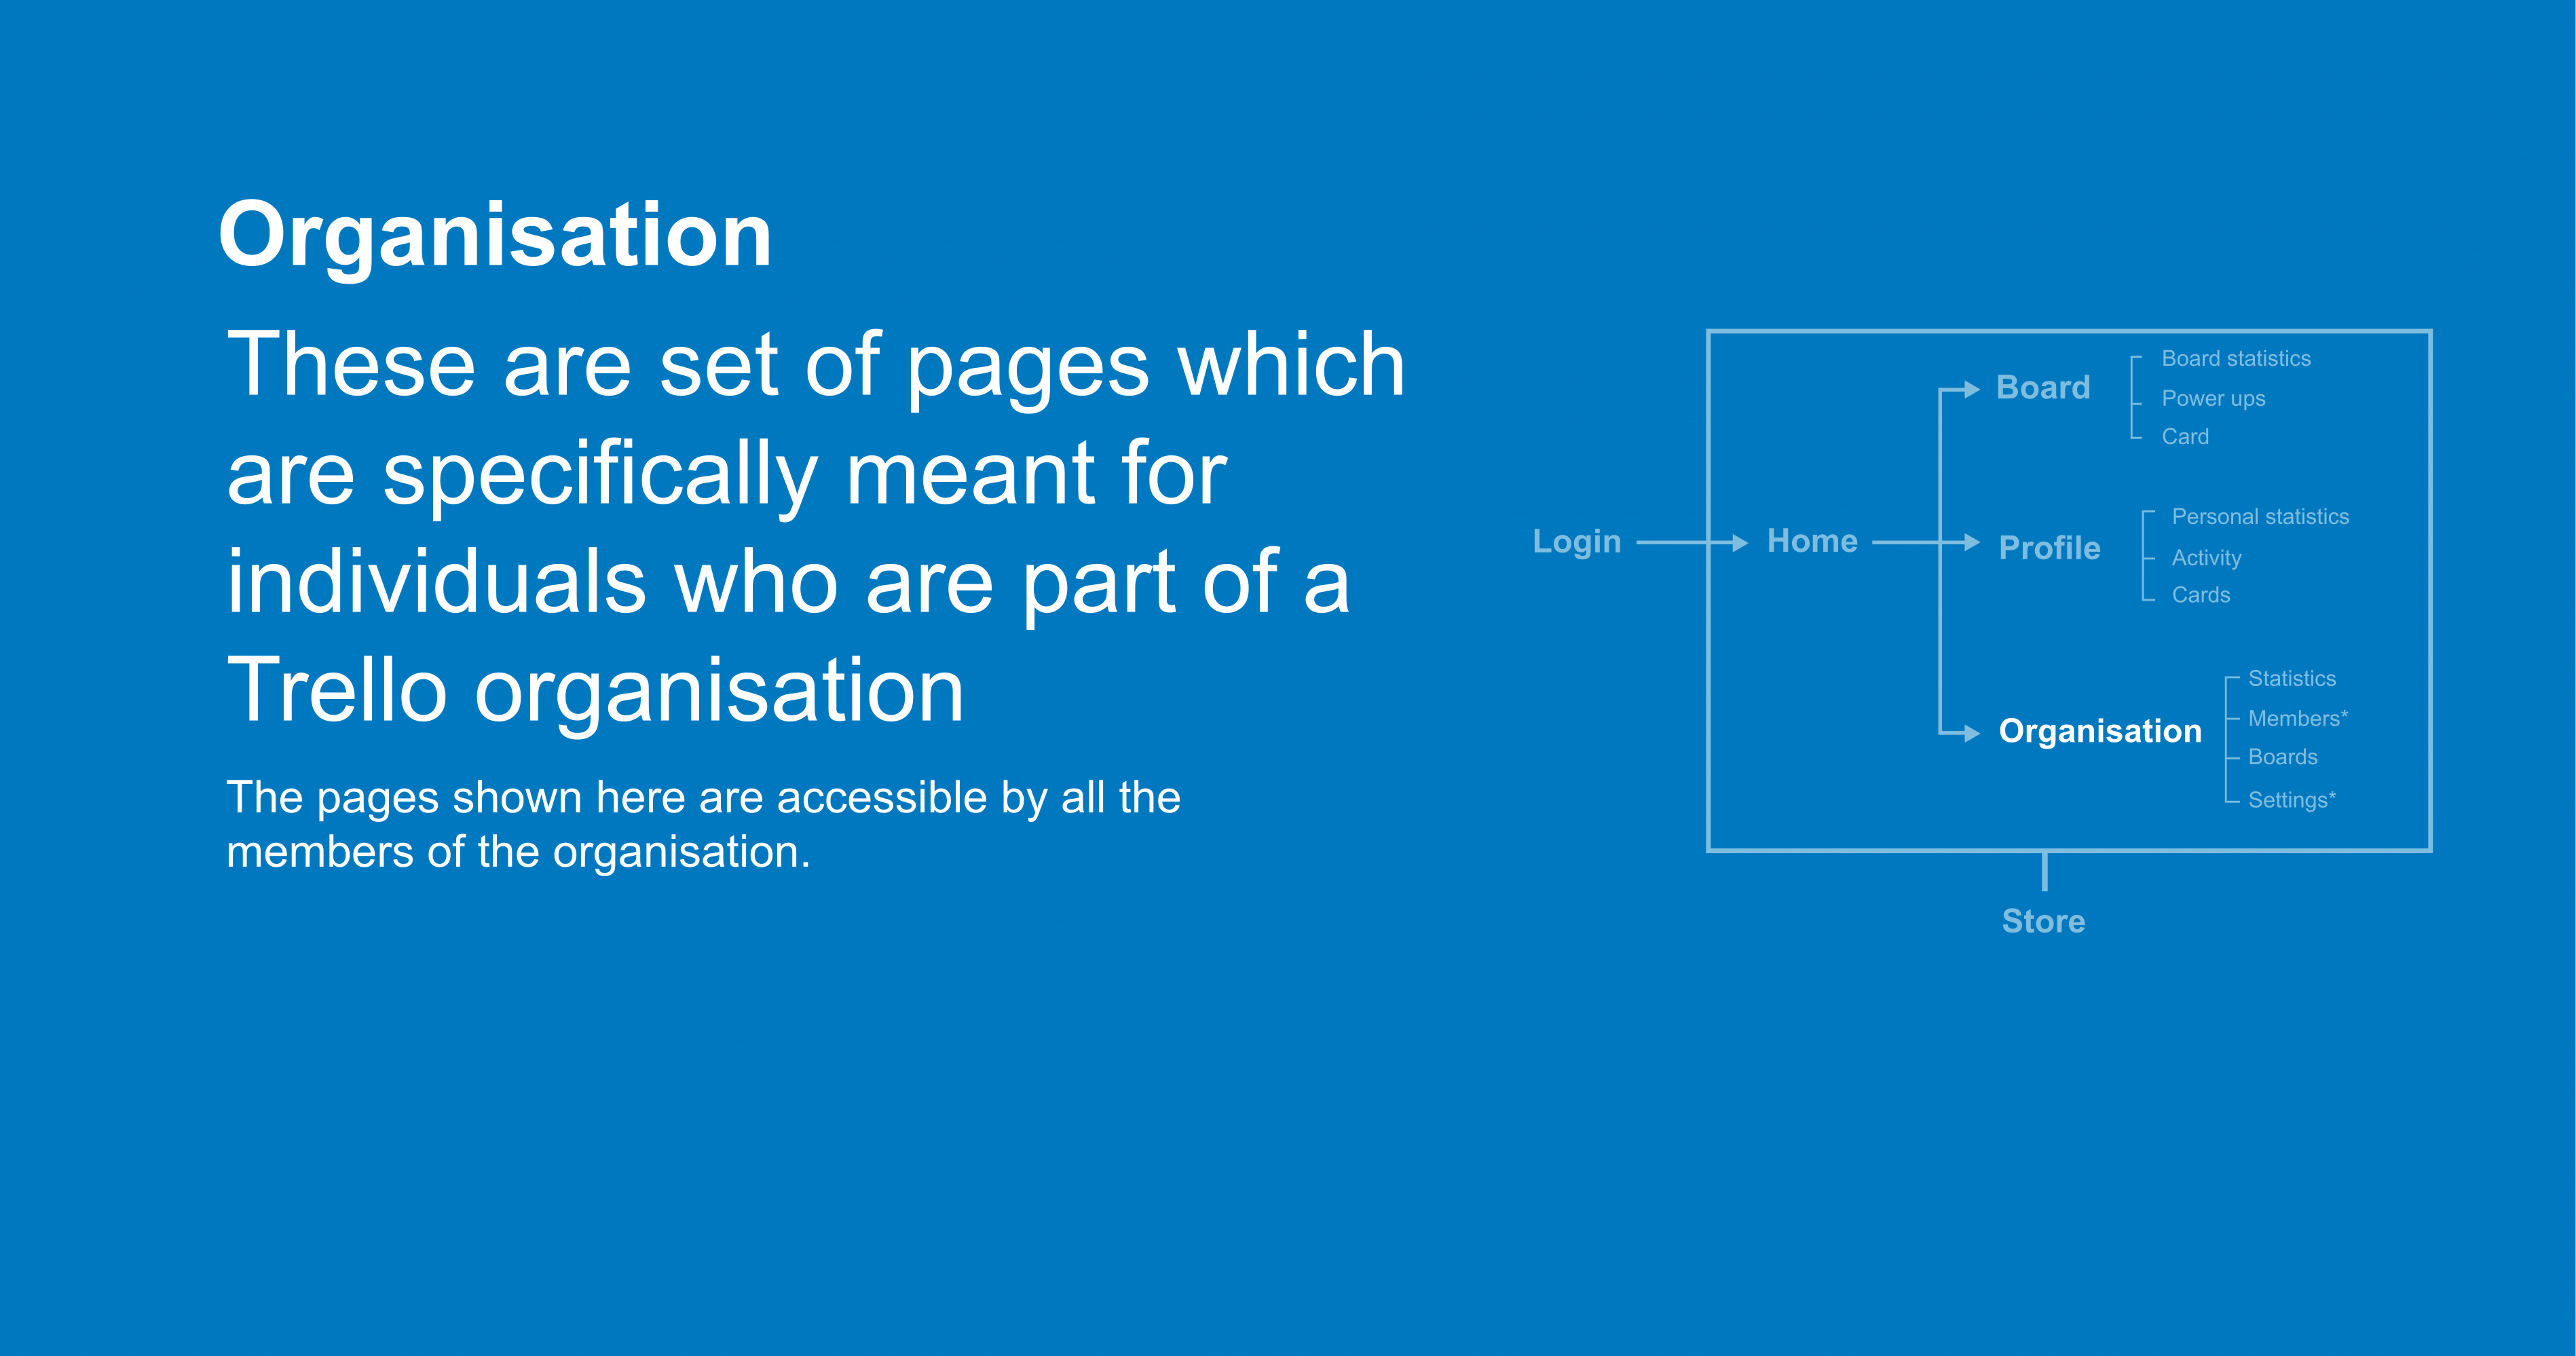 Organisation
These are set of pages which
are specifically meant for
individuals who are part of a
Trello organisation
The pages shown here are accessible by all the
members of the organisation.
Login
Home
Board
Board statistics
Power ups
Card
Profile
Personal statistics
Activity
Cards
Organisation
Statistics
Members*
Boards
Settings*
Store